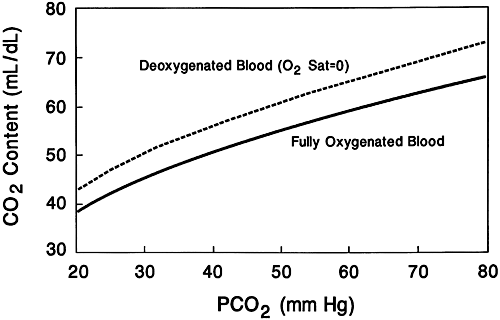 80
70
60
50
40
30
CO2 Content (mL/dL)
Deoxygenated Blood (O2 Sat=0)
Fully Oxygenated Blood
20 30 40 50 60 70 80
PCO2 (mm Hg)